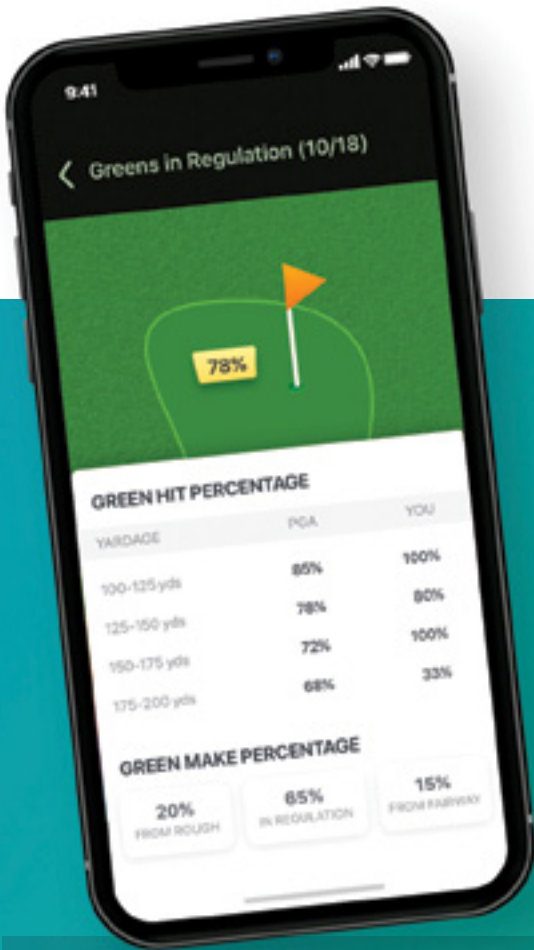 9:41
Greens in Regulation (10/18)
78%
GREEN HIT PERCENTAGE
YARDAGE PGA YOU
100-125 yds 85% 100%
125-150 yds 78% 80%
150-175 yds 72% 100%
175-200 yds 68% 33%
GREEN MAKE PERCENTAGE
20% 65% 15%
FROM ROUGH IN REGULATION FROM FAIRWAY